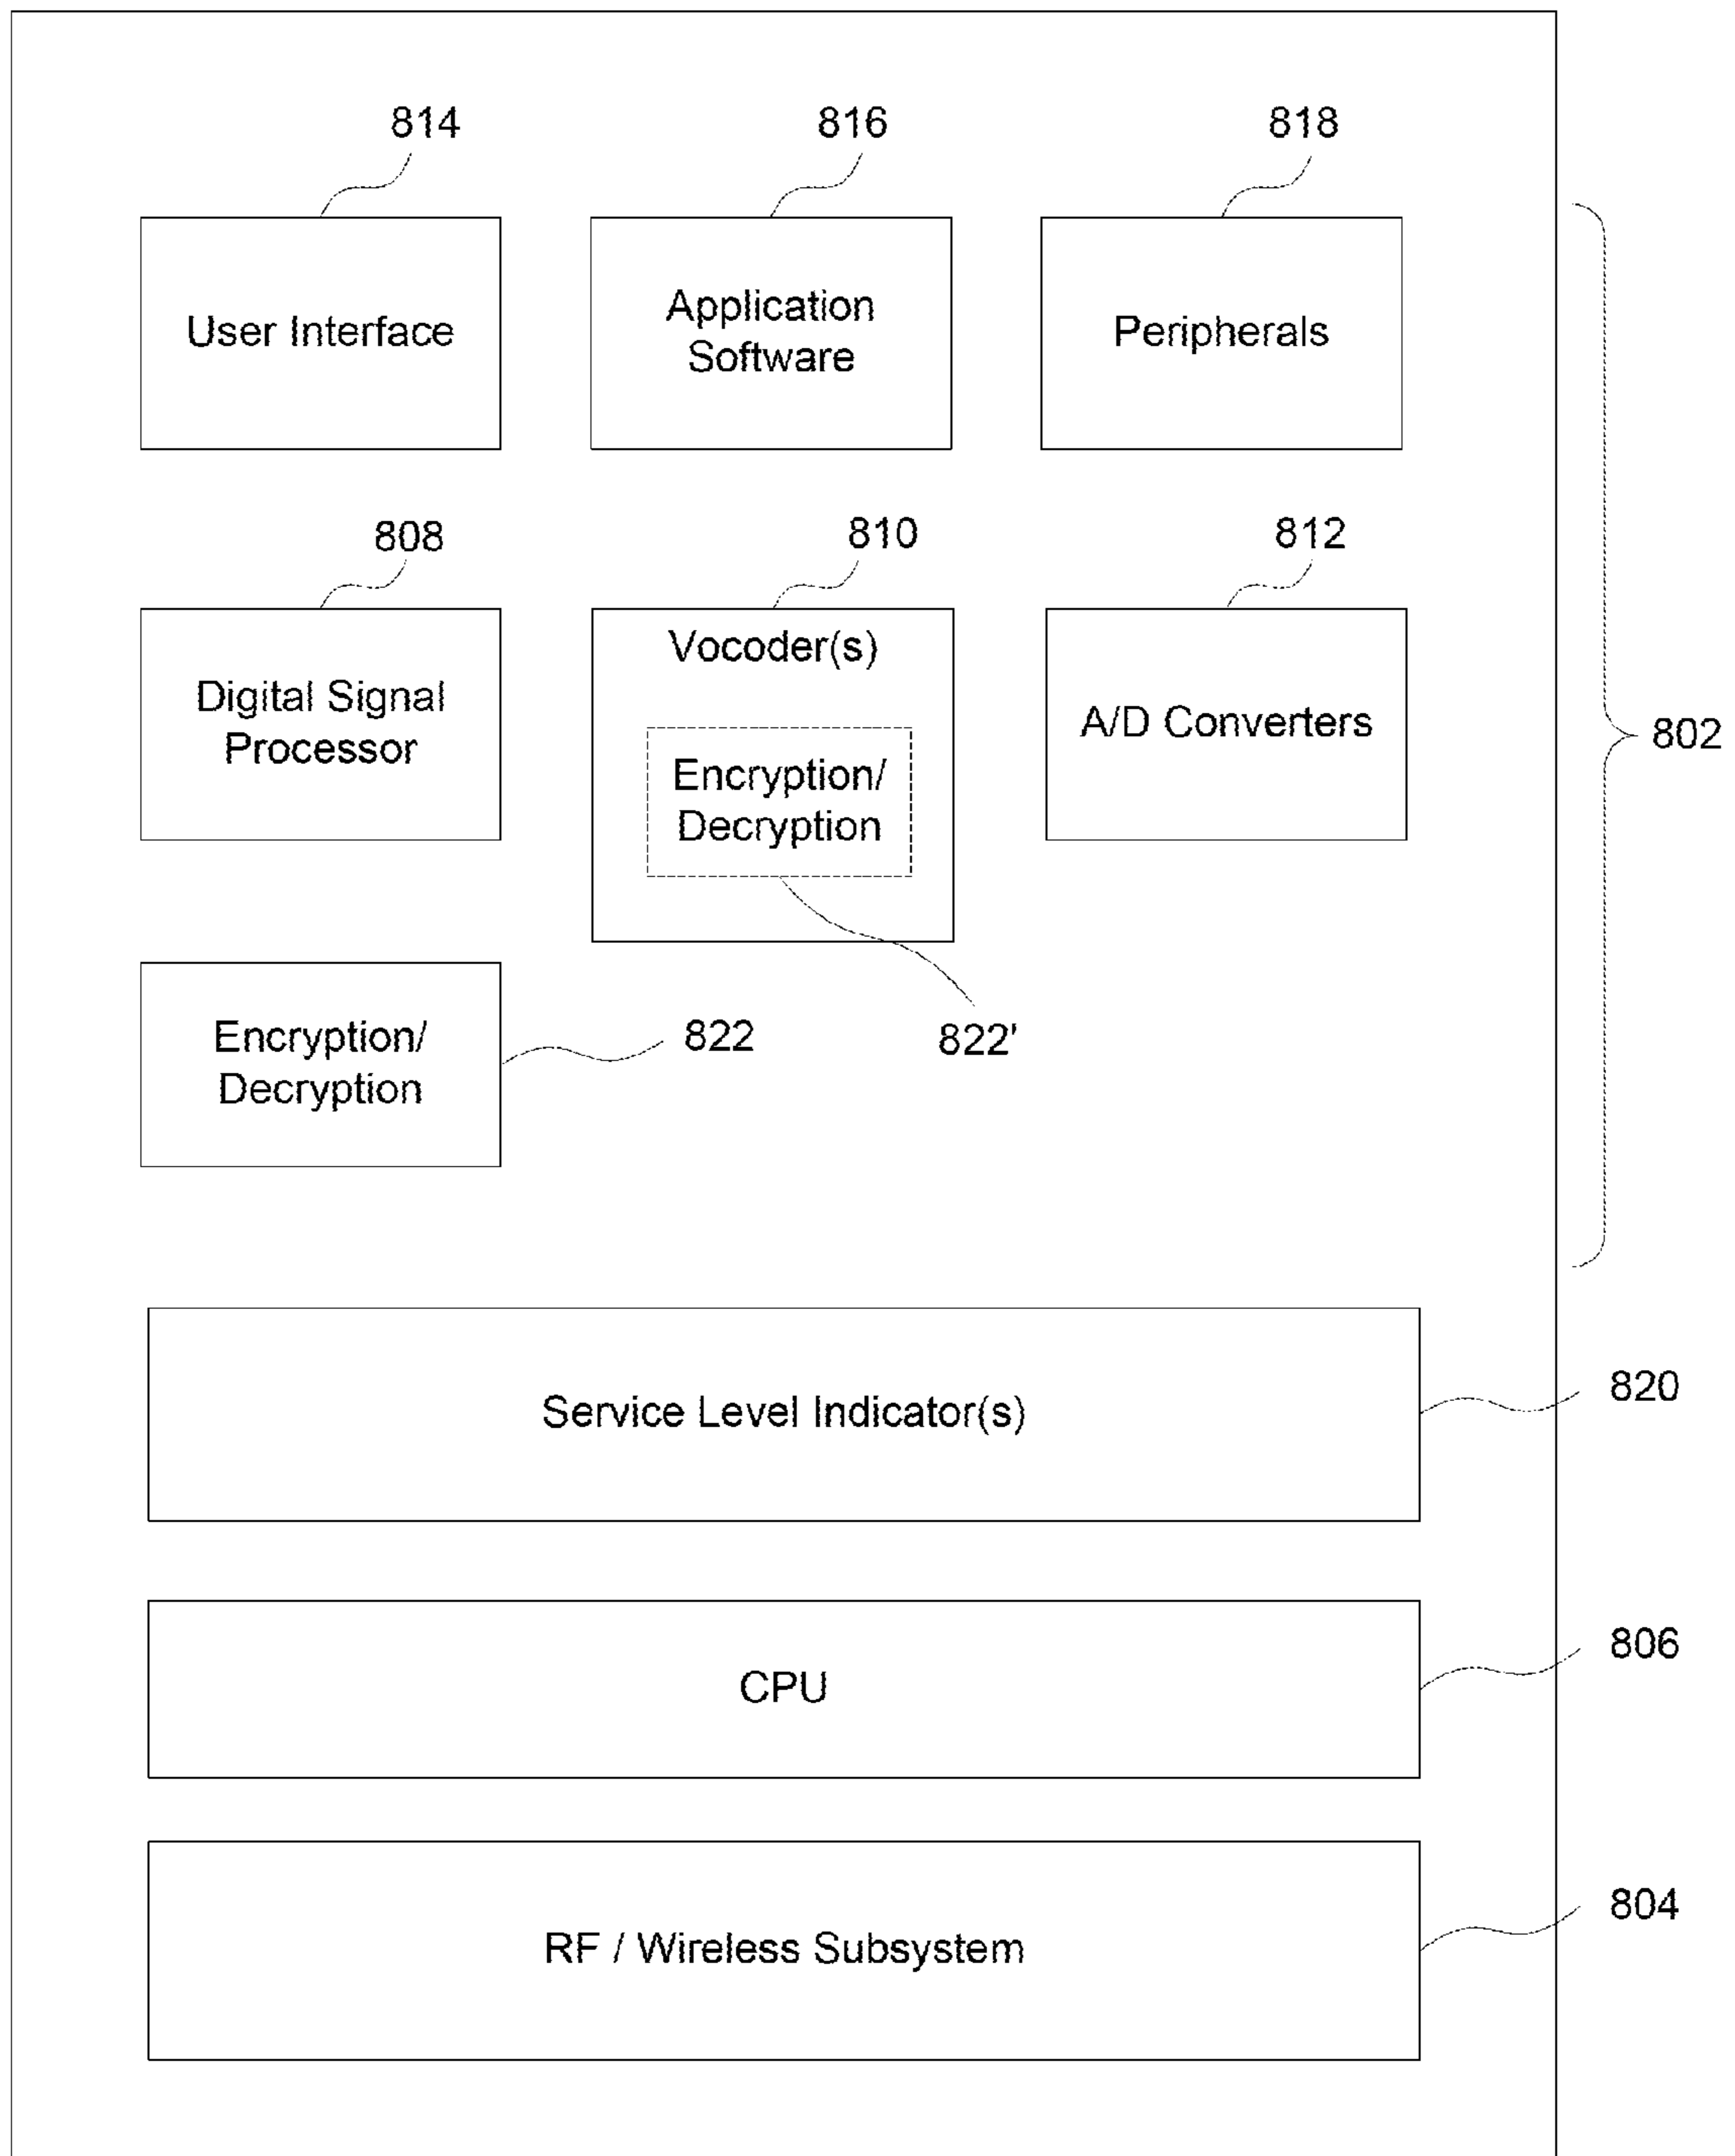 814
816
818
User Interface
Application
Software
Peripherals
808
810
812
Digital Signal
Processor
Vocoder(s)
Encryption/
Decryption
A/D Converters
802
Encryption/
Decryption
822
822'
Service Level Indicator(s)
820
CPU
806
RF / Wireless Subsystem
804